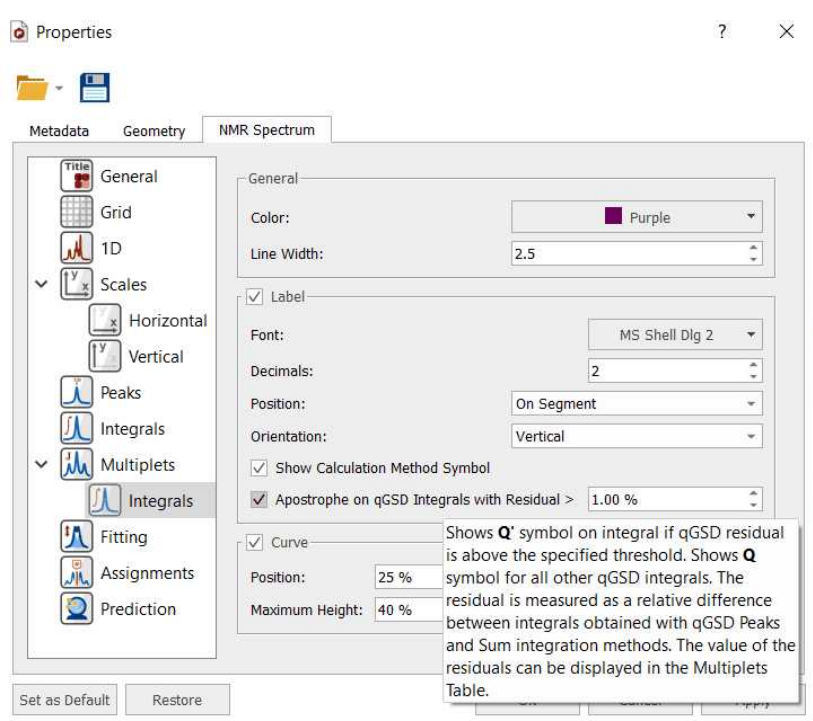 Properties
?
Metadata Geometry NMR Spectrum
Title
General
Grid
1D
Scales
Horizontal
Vertical
Peaks
Integrals
Multiplets
Integrals
Fitting
Assignments
Prediction
General
Color: Purple
Line Width: 2.5
Label
Font: MS Shell Dlg 2
Decimals: 2
Position: On Segment
Orientation: Vertical
Show Calculation Method Symbol
Apostrophe on qGSD Integrals with Residual > 1.00 %
Curve
Position: 25 %
Maximum Height: 40 %
Shows Q' symbol on integral if qGSD residual
is above the specified threshold. Shows Q
symbol for all other qGSD integrals. The
residual is measured as a relative difference
between integrals obtained with qGSD Peaks
and Sum integration methods. The value of the
residuals can be displayed in the Multiplets
Table.
Set as Default Restore